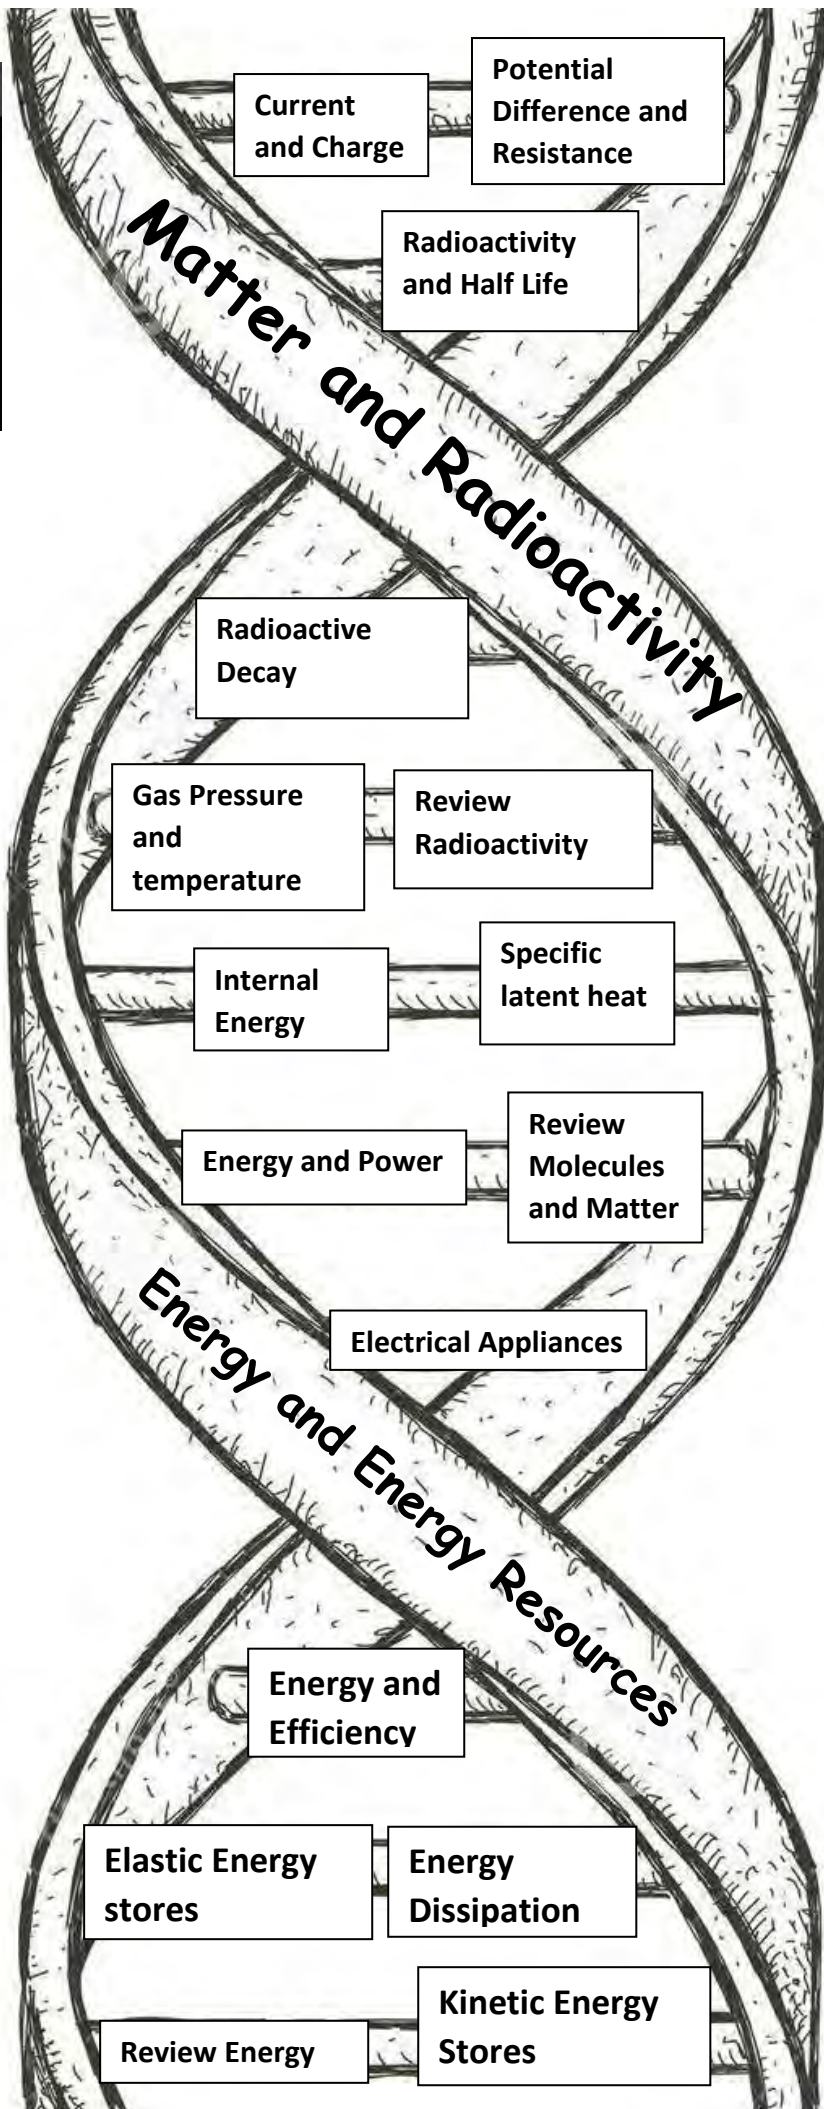 Current
and Charge
Potential
Difference and
Resistance
Radioactivity
and Half Life
Matter and Radioactivity
Radioactive
Decay
Gas Pressure
and
temperature
Review
Radioactivity
Internal
Energy
Specific
latent heat
Energy and Power
Review
Molecules
and Matter
Electrical Appliances
Energy and Energy Resources
Energy and
Efficiency
Elastic Energy
stores
Energy
Dissipation
Review Energy
Kinetic Energy
Stores